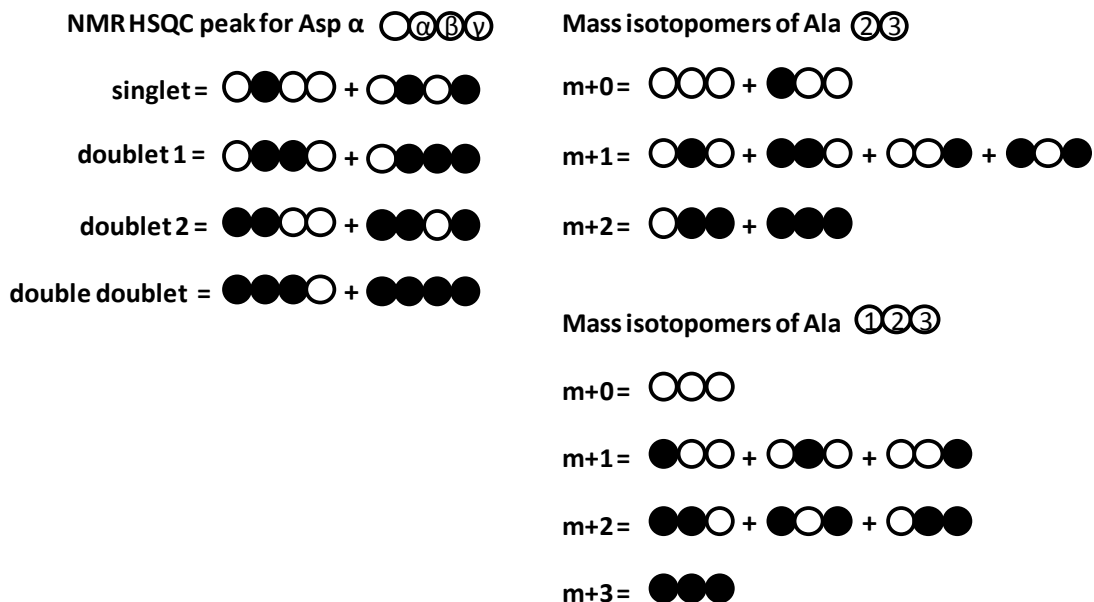 NMR HSQC peak for Asp α α β γ
singlet = +
doublet 1 = +
doublet 2 = +
double doublet = +
Mass isotopomers of Ala 2 3
m+0 = +
m+1 = + + +
m+2 = +
Mass isotopomers of Ala 1 2 3
m+0 =
m+1 = + +
m+2 = + +
m+3 =